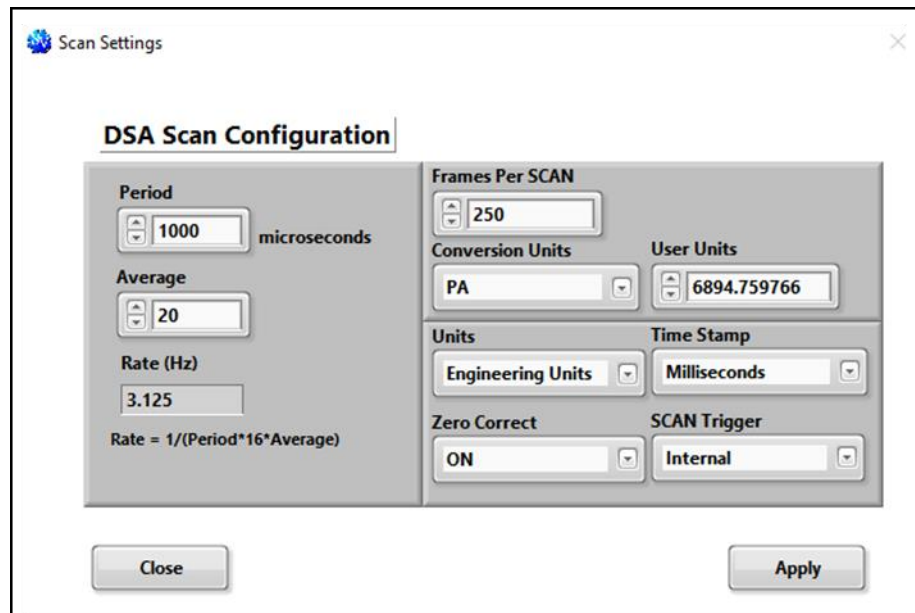 Scan Settings
DSA Scan Configuration
Period
1000 microseconds
Average
20
Rate (Hz)
3.125
Rate = 1/(Period*16*Average)
Frames Per SCAN
250
Conversion Units User Units
PA 6894.759766
Units Time Stamp
Engineering Units Milliseconds
Zero Correct SCAN Trigger
ON Internal
Close Apply